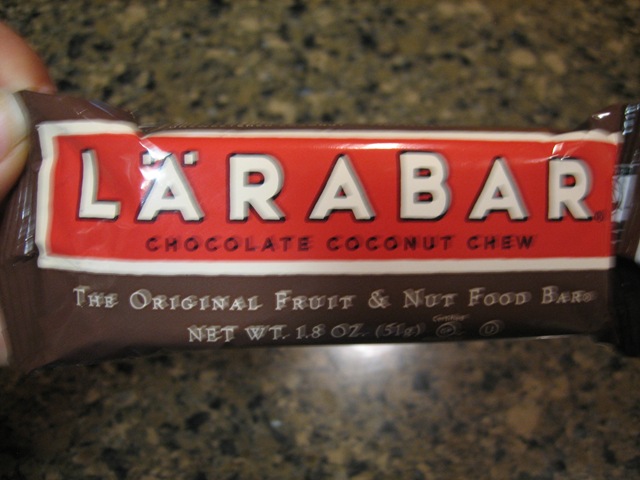 LÄRABAR®
CHOCOLATE COCONUT CHEW
THE ORIGINAL FRUIT & NUT FOOD BAR®
NET WT. 1.8 OZ. (51g)